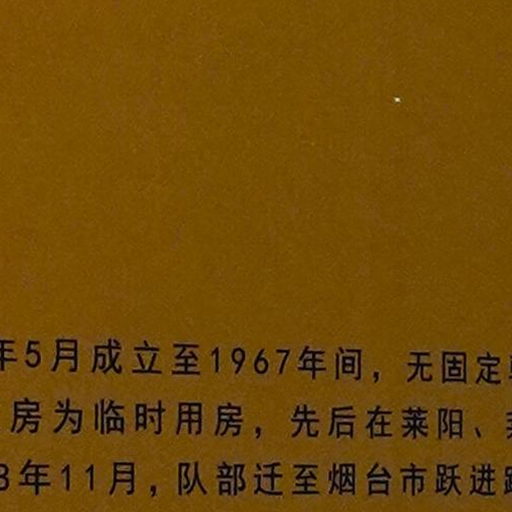 年5月成立至1967年间，无固定
房为临时用房，先后在莱阳、
3年11月，队部迁至烟台市跃进路